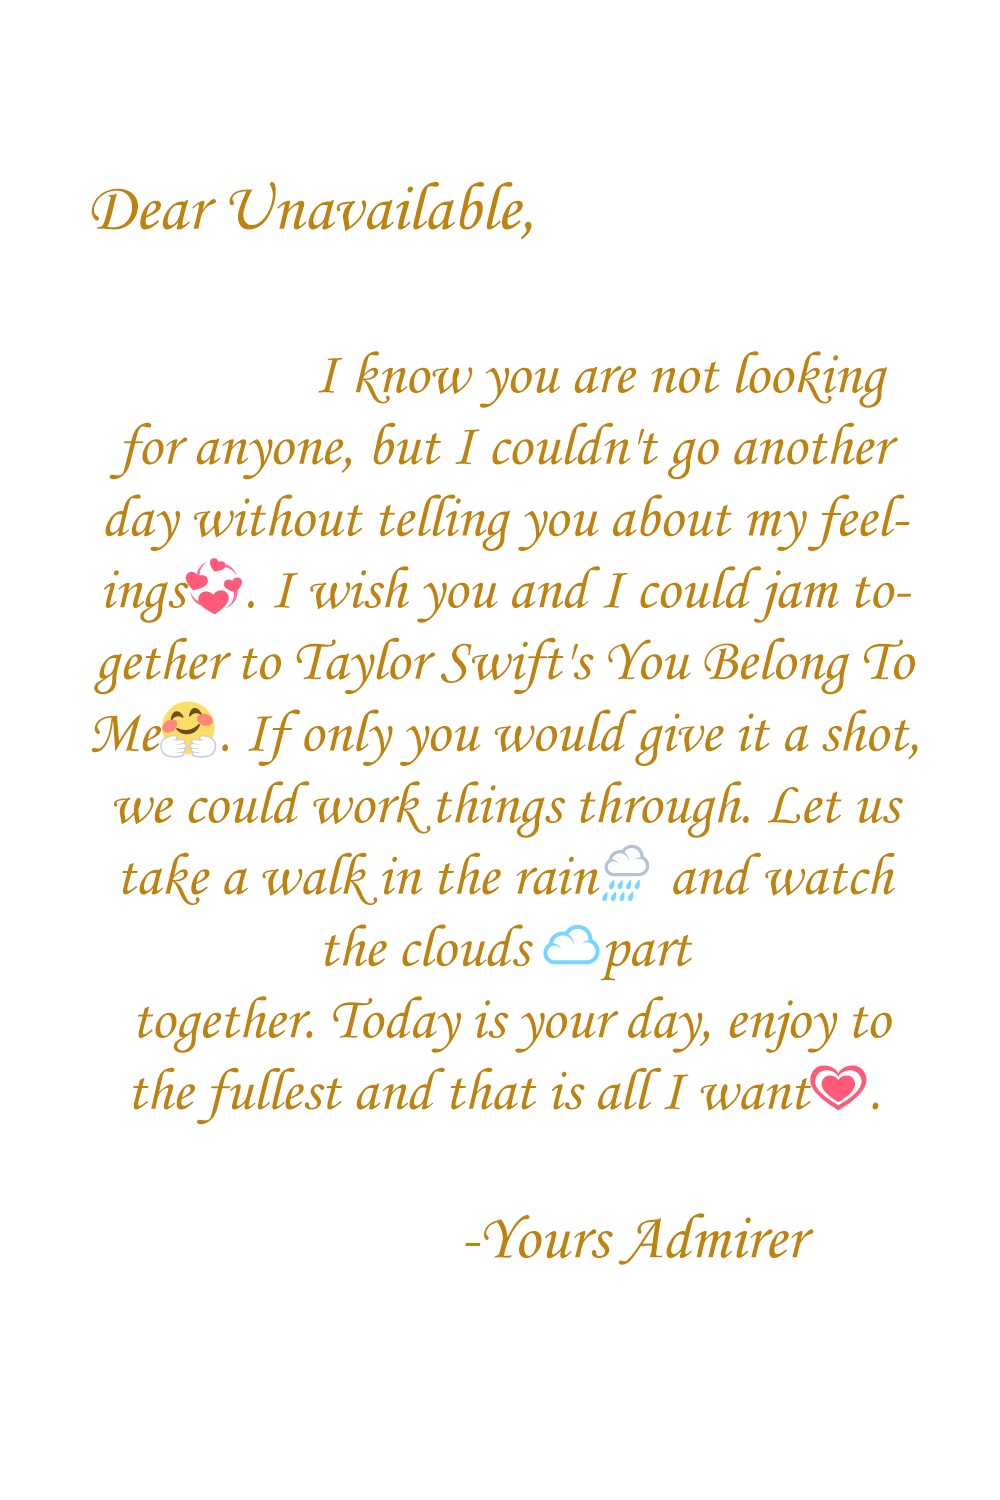 Dear Unavailable,
I know you are not looking
for anyone, but I couldn't go another
day without telling you about my feel-
ings💞. I wish you and I could jam to-
gether to Taylor Swift's You Belong To
Me🤗. If only you would give it a shot,
we could work things through. Let us
take a walk in the rain🌧 and watch
the clouds ☁part
together. Today is your day, enjoy to
the fullest and that is all I want💗.
-Yours Admirer